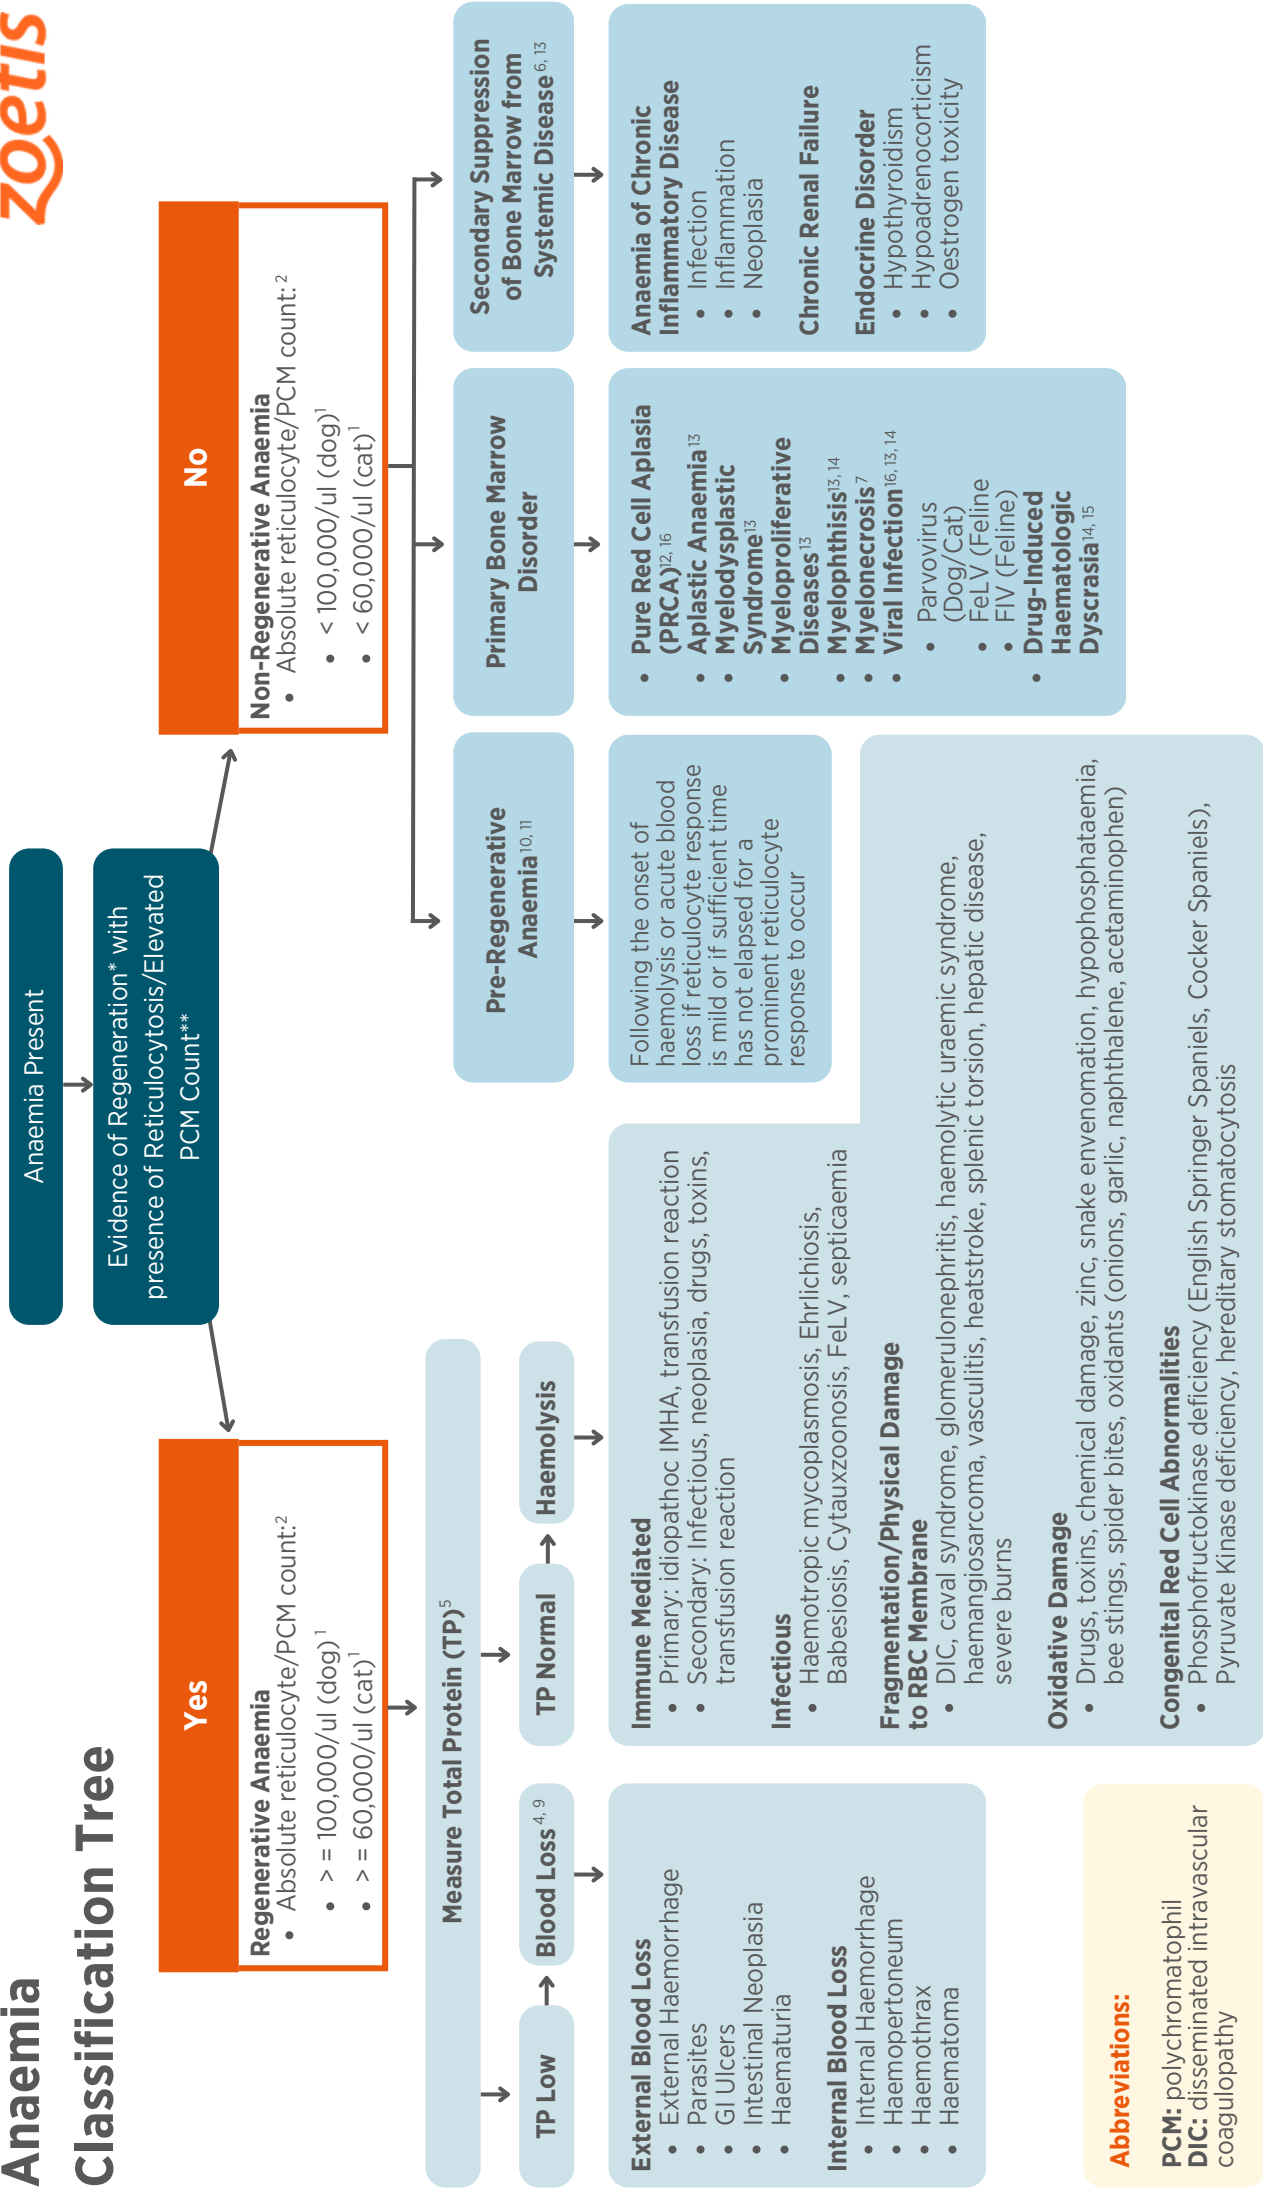 Anaemia
Classification Tree
zoetis
Anaemia Present
Evidence of Regeneration* with
presence of Reticulocytosis/Elevated
PCM Count**
Yes
Regenerative Anaemia
• Absolute reticulocyte/PCM count:2
• > = 100,000/ul (dog)1
• > = 60,000/ul (cat)1
No
Non-Regenerative Anaemia
• Absolute reticulocyte/PCM count:2
• < 100,000/ul (dog)1
• < 60,000/ul (cat)1
Measure Total Protein (TP)5
TP Low
Blood Loss4, 9
TP Normal
Haemolysis
External Blood Loss
• External Haemorrhage
• Parasites
• GI Ulcers
• Intestinal Neoplasia
• Haematuria
Internal Blood Loss
• Internal Haemorrhage
• Haemopertoneum
• Haemothrax
• Haematoma
Immune Mediated
• Primary: idiopathoc IMHA, transfusion reaction
• Secondary: Infectious, neoplasia, drugs, toxins,
transfusion reaction
Infectious
• Haemotropic mycoplasmosis, Ehrlichiosis,
Babesiosis, Cytauxzoonosis, FeLV, septicaemia
Fragmentation/Physical Damage
to RBC Membrane
• DIC, caval syndrome, glomerulonephritis, haemolytic uraemic syndrome,
haemangiosarcoma, vasculitis, heatstroke, splenic torsion, hepatic disease,
severe burns
Oxidative Damage
• Drugs, toxins, chemical damage, zinc, snake envenomation, hypophosphataemia,
bee stings, spider bites, oxidants (onions, garlic, naphthalene, acetaminophen)
Congenital Red Cell Abnormalities
• Phosphofructokinase deficiency (English Springer Spaniels, Cocker Spaniels),
Pyruvate Kinase deficiency, hereditary stomatocytosis
Pre-Regenerative
Anaemia10, 11
Following the onset of
haemolysis or acute blood
loss if reticulocyte response
is mild or if sufficient time
has not elapsed for a
prominent reticulocyte
response to occur
Primary Bone Marrow
Disorder
• Pure Red Cell Aplasia
(PRCA)12, 16
• Aplastic Anaemia13
• Myelodysplastic
Syndrome13
• Myeloproliferative
Diseases13
• Myelophthisis13, 14
• Myelonecrosis7
• Viral Infection16, 13, 14
• Parvovirus
(Dog/Cat)
• FeLV (Feline
• FIV (Feline)
• Drug-Induced
Haematologic
Dyscrasia14, 15
Secondary Suppression
of Bone Marrow from
Systemic Disease6, 13
Anaemia of Chronic
Inflammatory Disease
• Infection
• Inflammation
• Neoplasia
Chronic Renal Failure
Endocrine Disorder
• Hypothyroidism
• Hypoadrenocorticism
• Oestrogen toxicity
Abbreviations:
PCM: polychromatophil
DIC: disseminated intravascular
coagulopathy